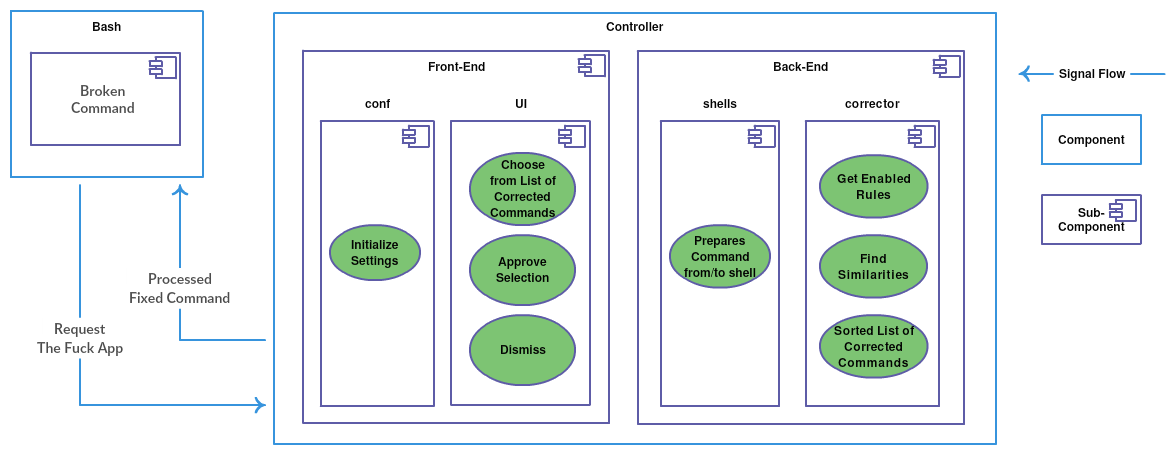 Bash
Broken
Command
Processed
Fixed Command
Request
The Fuck App
Controller
Front-End
conf
Initialize
Settings
UI
Choose
from List of
Corrected
Commands
Approve
Selection
Dismiss
Back-End
shells
Prepares
Command
from/to shell
corrector
Get Enabled
Rules
Find
Similarities
Sorted List of
Corrected
Commands
Signal Flow
Component
Sub-
Component